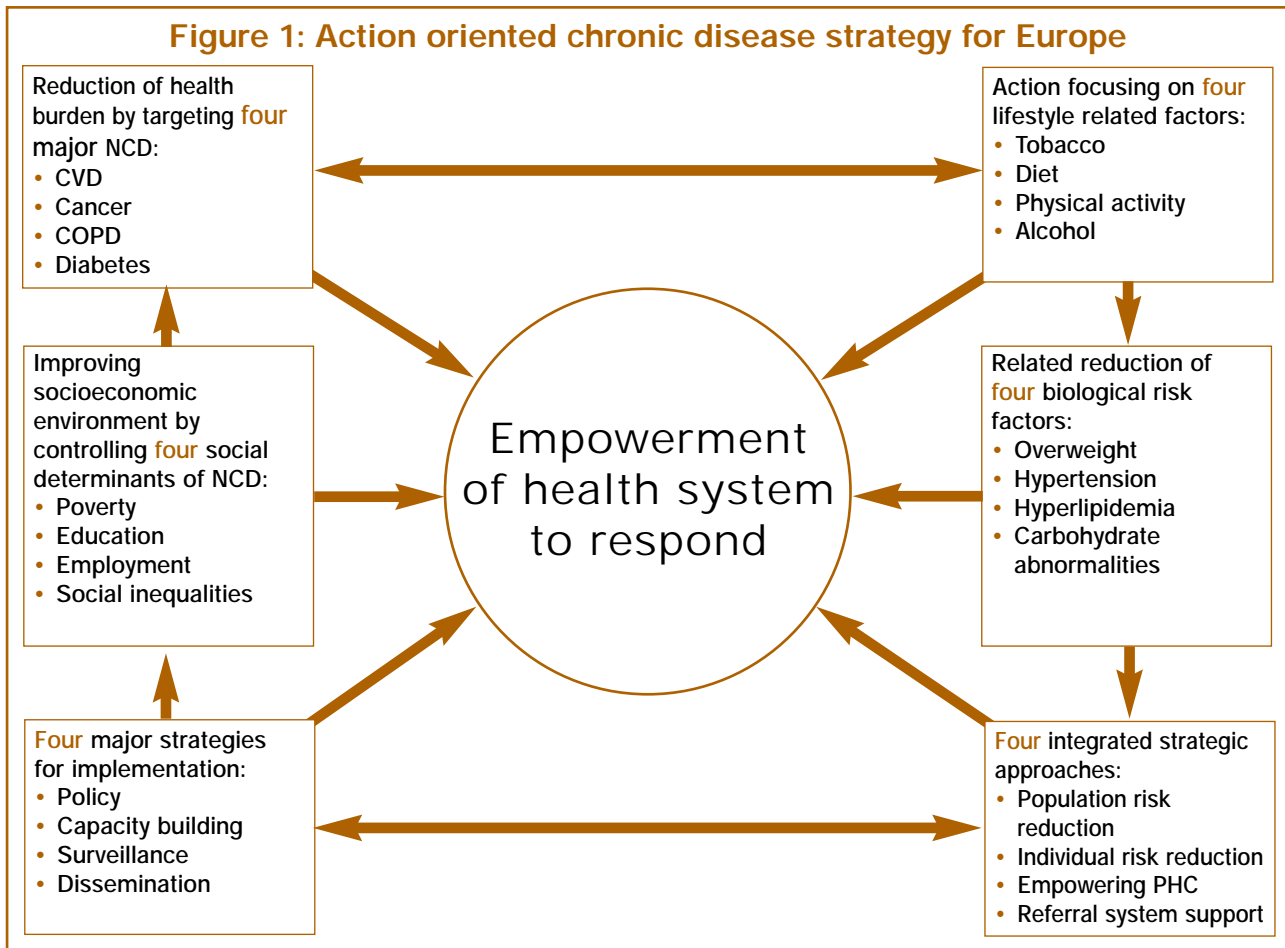 Figure 1: Action oriented chronic disease strategy for Europe
Reduction of health
burden by targeting four
major NCD:
• CVD
• Cancer
• COPD
• Diabetes
Action focusing on four
lifestyle related factors:
• Tobacco
• Diet
• Physical activity
• Alcohol
Improving
socioeconomic
environment by
controlling four social
determinants of NCD:
• Poverty
• Education
• Employment
• Social inequalities
Empowerment
of health system
to respond
Related reduction of
four biological risk
factors:
• Overweight
• Hypertension
• Hyperlipidemia
• Carbohydrate
abnormalities
Four major strategies
for implementation:
• Policy
• Capacity building
• Surveillance
• Dissemination
Four integrated strategic
approaches:
• Population risk
reduction
• Individual risk reduction
• Empowering PHC
• Referral system support